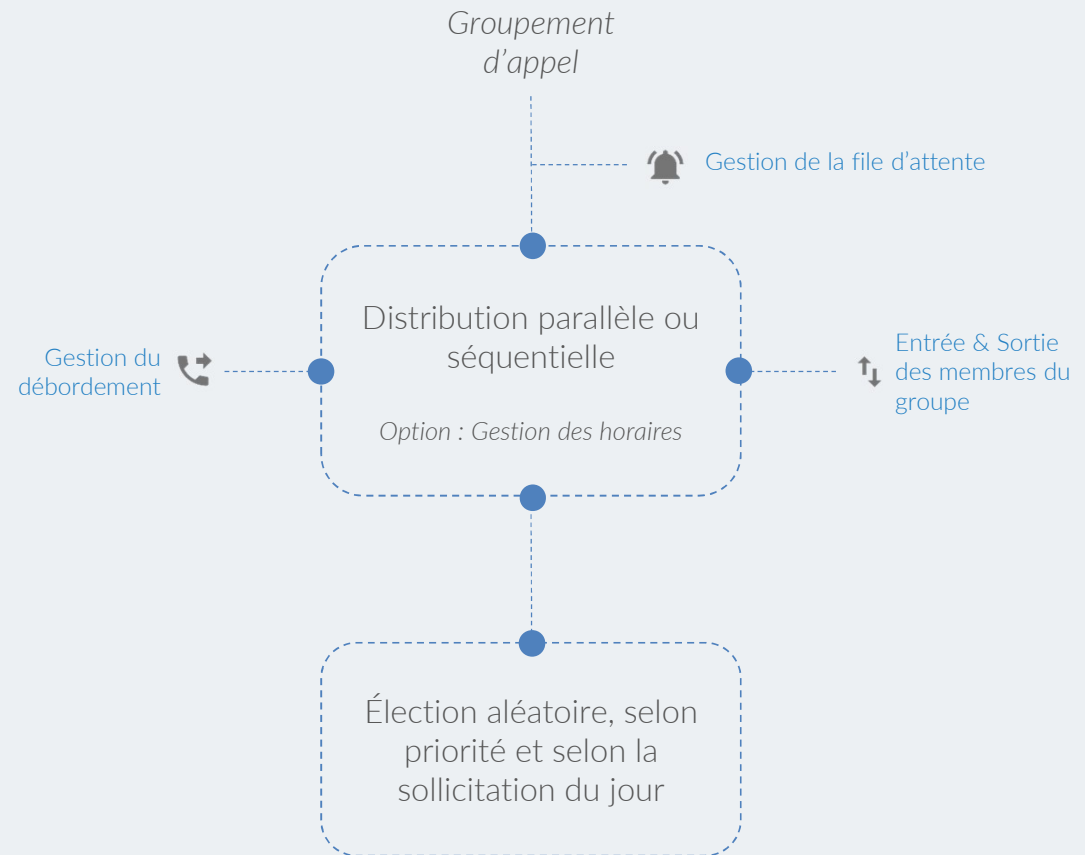 Groupement
d’appel
Gestion de la file d’attente
Distribution parallèle ou
séquentielle
Option : Gestion des horaires
Gestion du
débordement
Entrée & Sortie
des membres du
groupe
Élection aléatoire, selon
priorité et selon la
sollicitation du jour